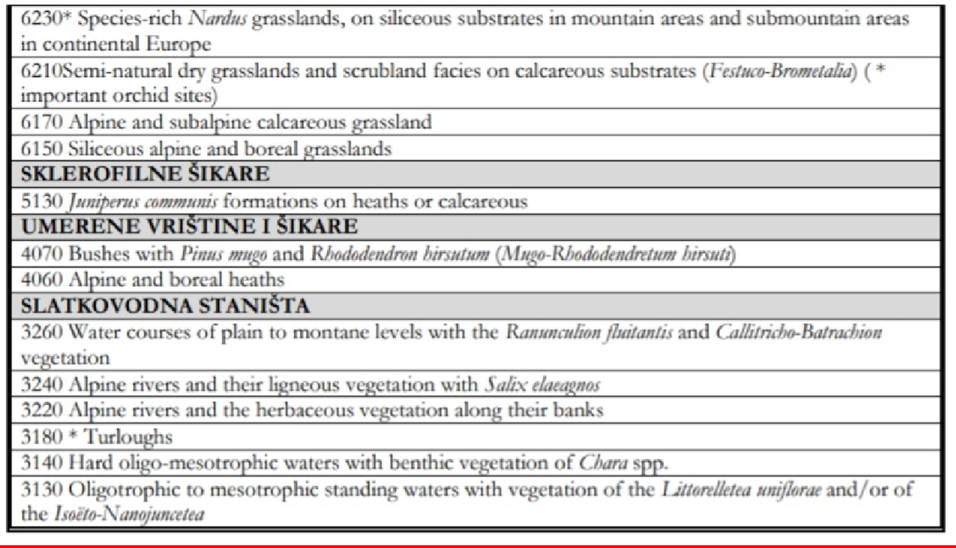 6230* Species-rich Nardus grasslands, on siliceous substrates in mountain areas and submountain areas
in continental Europe
6210Semi-natural dry grasslands and scrubland facies on calcareous substrates (Festuco-Brometalia) ( *
important orchid sites)
6170 Alpine and subalpine calcareous grassland
6150 Siliceous alpine and boreal grasslands
SKLEROFILNE ŠIKARE
5130 Juniperus communis formations on heaths or calcareous
UMERENE VRIŠTINE I ŠIKARE
4070 Bushes with Pinus mugo and Rhododendron hirsutum (Mugo-Rhododendretum hirsuti)
4060 Alpine and boreal heaths
SLATKOVODNA STANIŠTA
3260 Water courses of plain to montane levels with the Ranunculion fluitantis and Callitricho-Batrachion
vegetation
3240 Alpine rivers and their ligneous vegetation with Salix elaeagnos
3220 Alpine rivers and the herbaceous vegetation along their banks
3180 * Turloughs
3140 Hard oligo-mesotrophic waters with benthic vegetation of Chara spp.
3130 Oligotrophic to mesotrophic standing waters with vegetation of the Littorelletea uniflorae and/or of
the Isoëto-Nanojuncetea